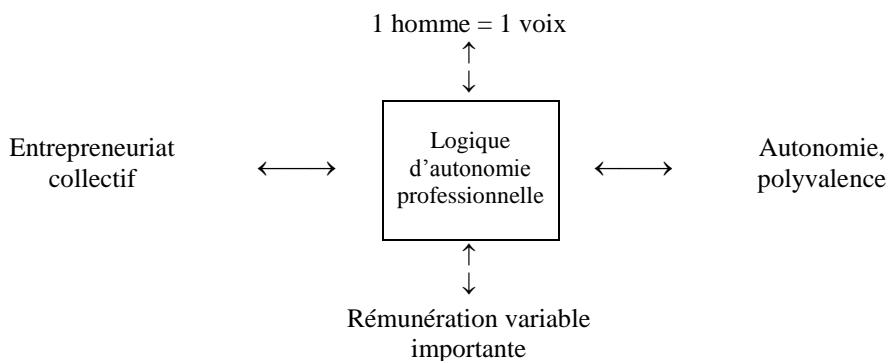 1 homme = 1 voix
Entrepreneuriat
collectif
Logique
d’autonomie
professionnelle
Autonomie,
polyvalence
Rémunération variable
importante